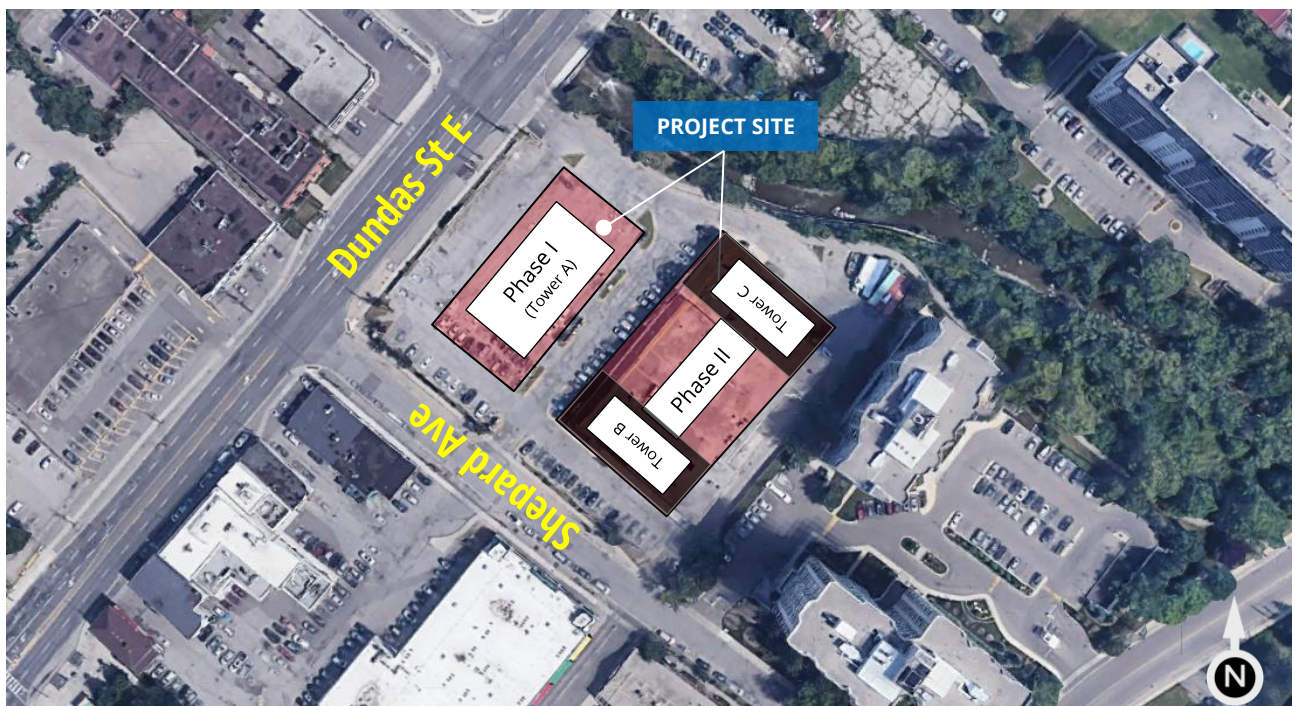 PROJECT SITE
Dundas St E
Phase I
(Tower A)
Tower C
Phase II
Tower B
Shepard Ave
N